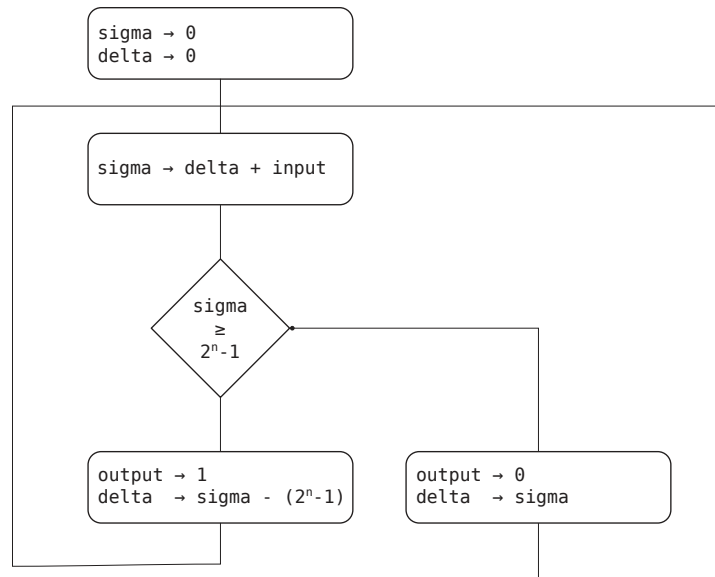 sigma → 0
delta → 0
sigma → delta + input
sigma
≥
2ⁿ-1
output → 1
delta  → sigma - (2ⁿ-1)
output → 0
delta  → sigma